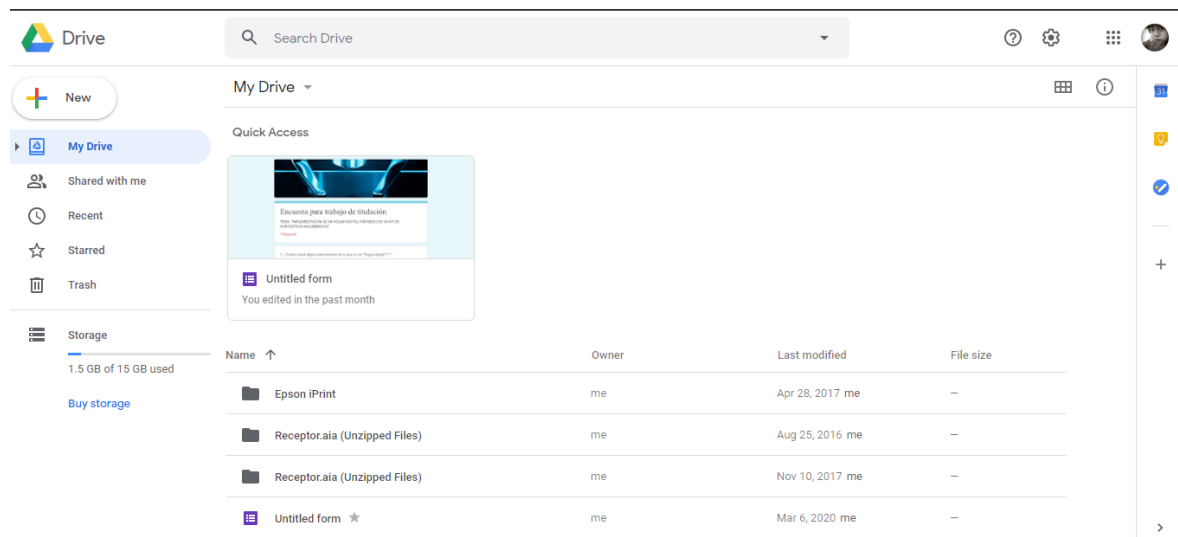 Drive
Search Drive
New
My Drive
Shared with me
Recent
Starred
Trash
Storage
1.5 GB of 15 GB used
Buy storage
My Drive
Quick Access
Encuesta para trabajo de titulación
Untitled form
You edited in the past month
Name Owner Last modified File size
Epson iPrint me Apr 28, 2017 me –
Receptor.aia (Unzipped Files) me Aug 25, 2016 me –
Receptor.aia (Unzipped Files) me Nov 10, 2017 me –
Untitled form me Mar 6, 2020 me –
31